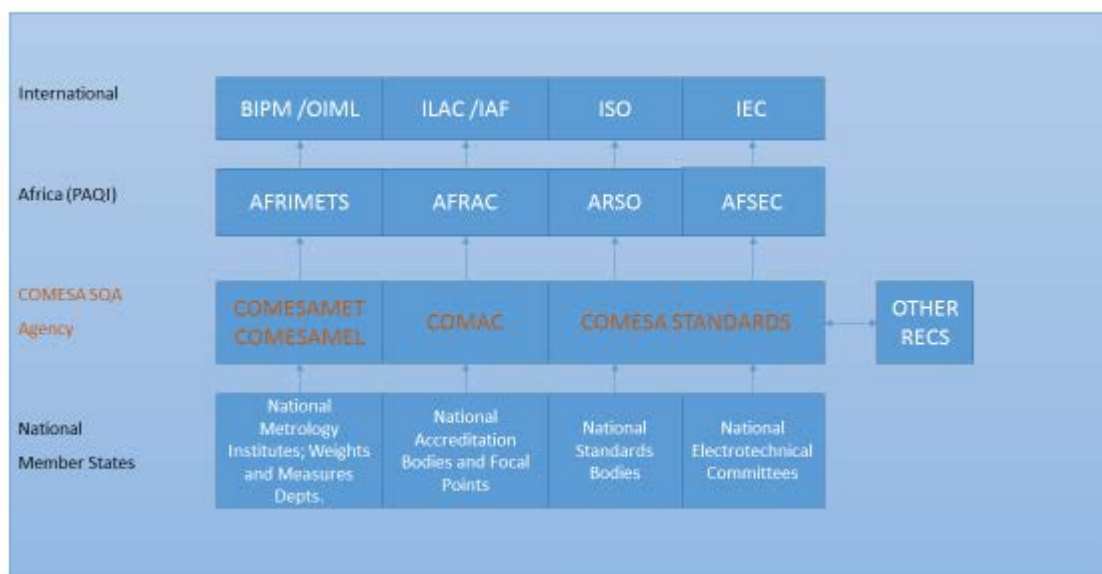 International
BIPM /OIML
ILAC /IAF
ISO
IEC
Africa (PAQI)
AFRIMETS
AFRAC
ARSO
AFSEC
COMESA SQA
Agency
COMESAMET
COMESAMEL
COMAC
COMESA STANDARDS
OTHER
RECS
National
Member States
National
Metrology
Institutes; Weights
and Measures
Depts.
National
Accreditation
Bodies and Focal
Points
National
Standards
Bodies
National
Electrotechnical
Committees